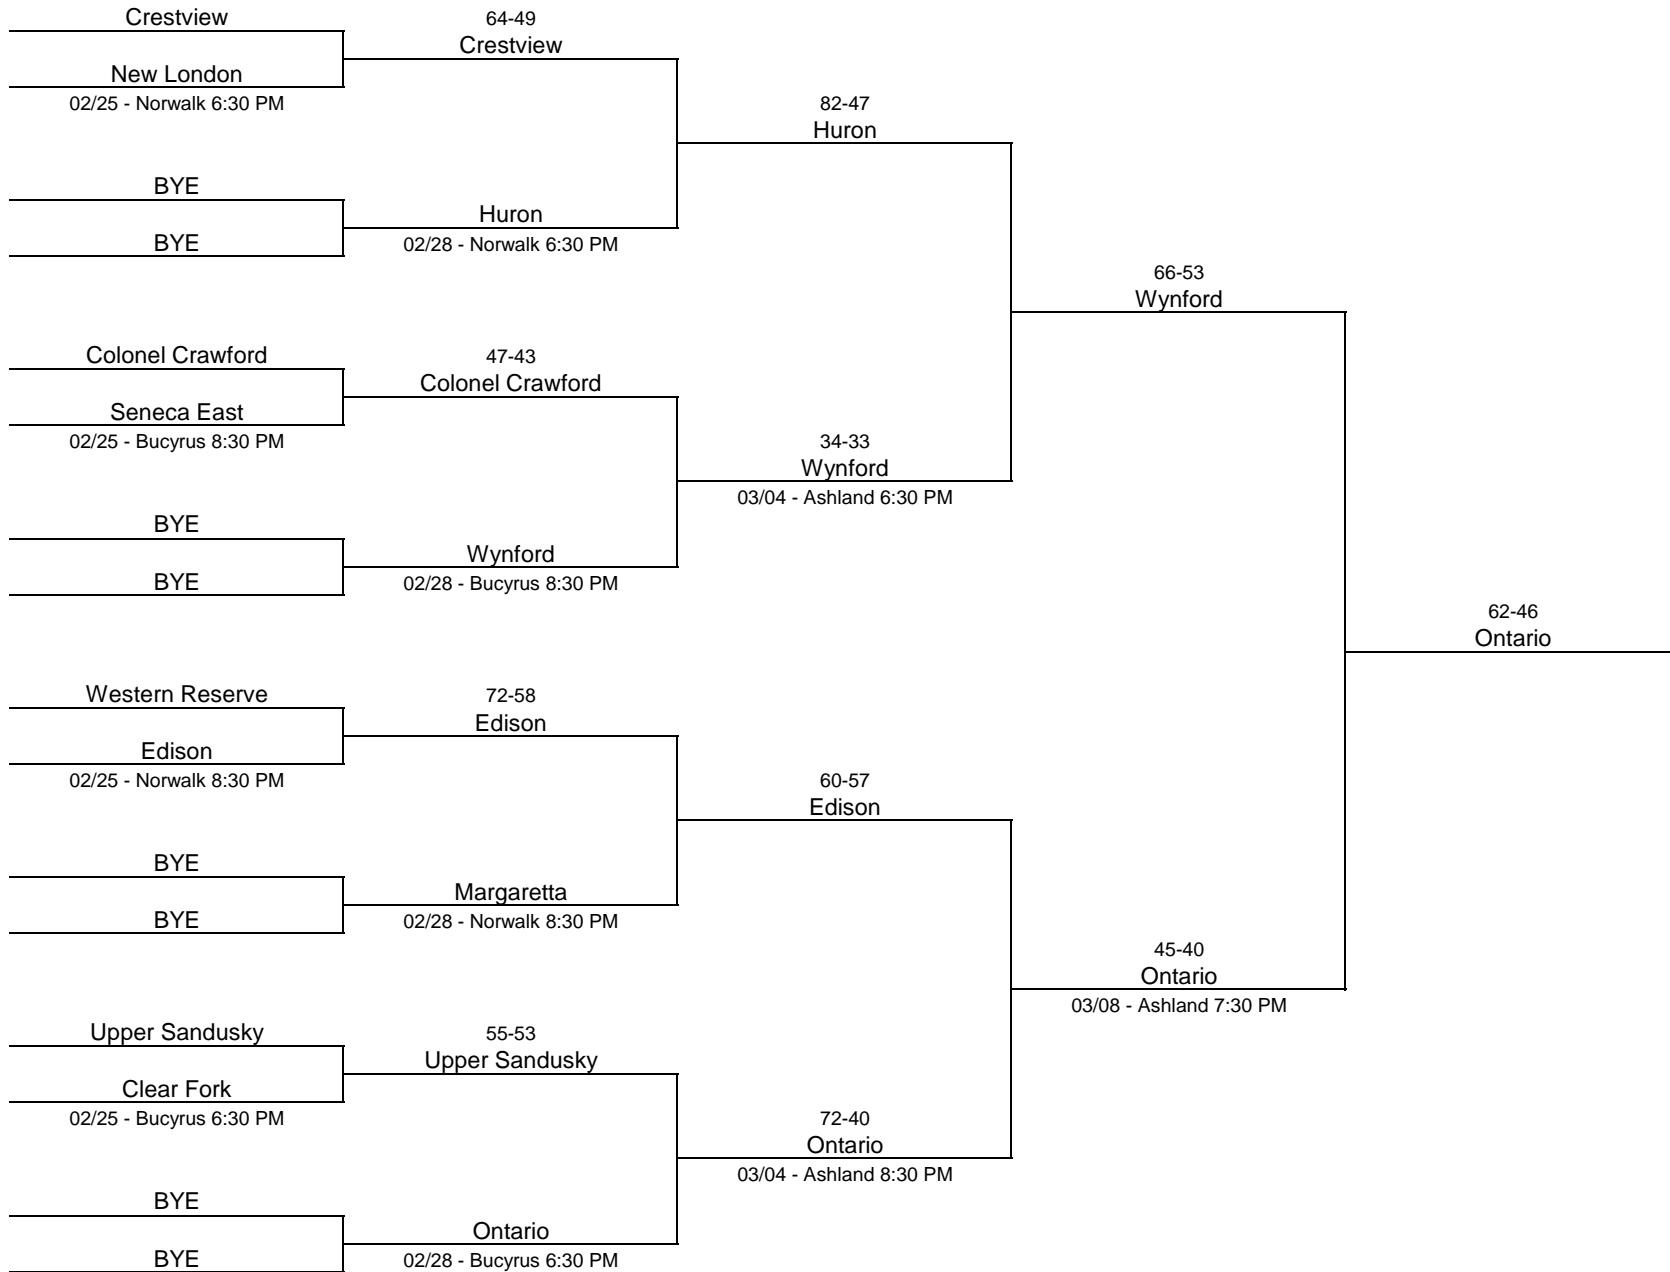 Crestview
New London
02/25 - Norwalk 6:30 PM
BYE
BYE
Colonel Crawford
Seneca East
02/25 - Bucyrus 8:30 PM
BYE
BYE
Western Reserve
Edison
02/25 - Norwalk 8:30 PM
BYE
BYE
Upper Sandusky
Clear Fork
02/25 - Bucyrus 6:30 PM
BYE
BYE
64-49
Crestview
Huron
02/28 - Norwalk 6:30 PM
47-43
Colonel Crawford
Wynford
02/28 - Bucyrus 8:30 PM
72-58
Edison
Margaretta
02/28 - Norwalk 8:30 PM
55-53
Upper Sandusky
Ontario
02/28 - Bucyrus 6:30 PM
82-47
Huron
34-33
Wynford
03/04 - Ashland 6:30 PM
60-57
Edison
72-40
Ontario
03/04 - Ashland 8:30 PM
66-53
Wynford
45-40
Ontario
03/08 - Ashland 7:30 PM
62-46
Ontario